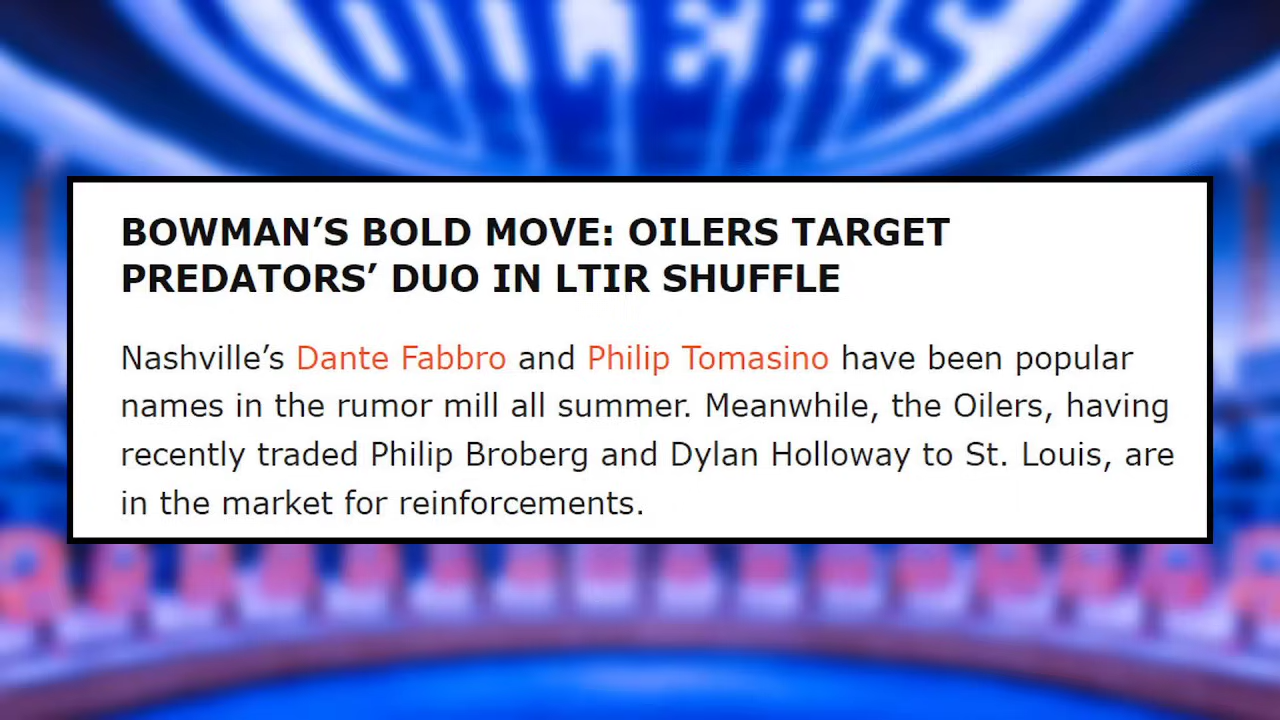 OILERS
BOWMAN’S BOLD MOVE: OILERS TARGET
PREDATORS’ DUO IN LTIR SHUFFLE
Nashville’s Dante Fabbro and Philip Tomasino have been popular
names in the rumor mill all summer. Meanwhile, the Oilers, having
recently traded Philip Broberg and Dylan Holloway to St. Louis, are
in the market for reinforcements.